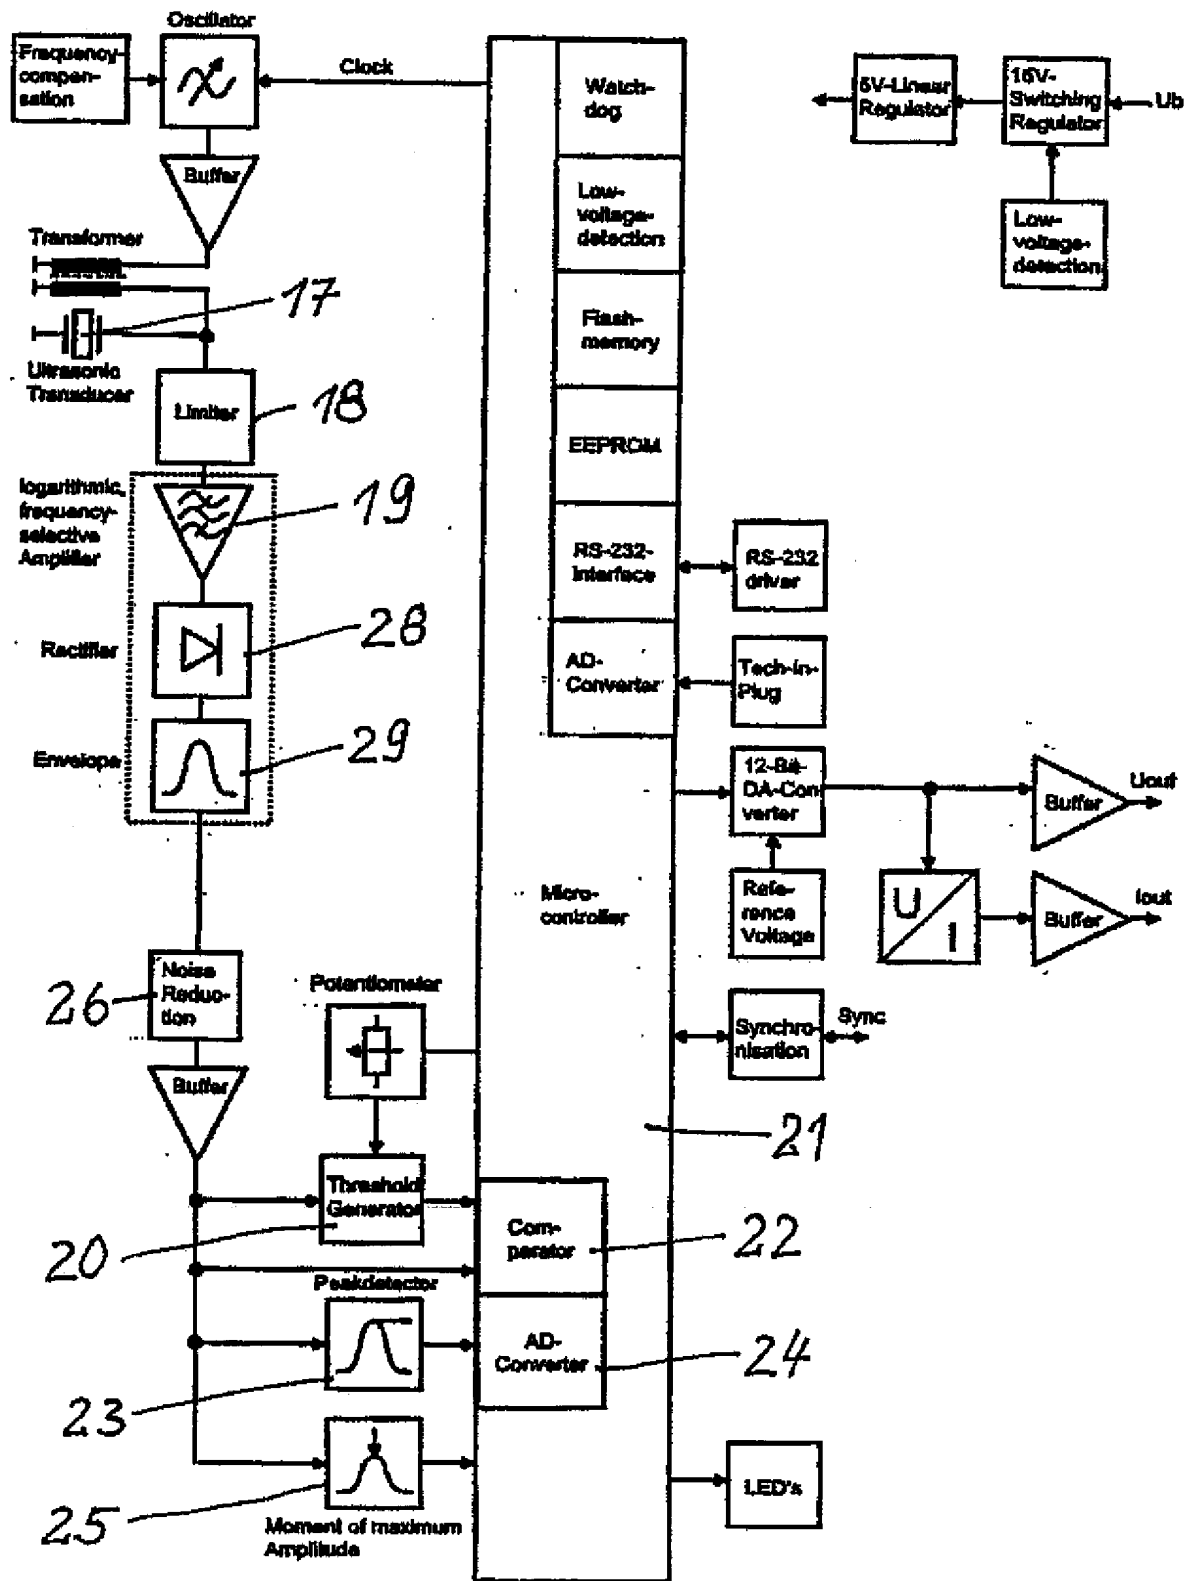 Oscillator
Frequency-
compen-
sation
Clock
Watch-
dog
5V-Linear
Regulator
16V-
Switching
Regulator
Ub
Buffer
Low-
voltage-
detection
Low-
voltage-
detection
Transformer
17
Flash-
memory
Ultrasonic
Transducer
Limiter
18
EEPROM
logarithmic,
frequency-
selective
Amplifier
19
RS-232-
Interface
RS-232
driver
Rectifier
28
AD-
Converter
Tech-in-
Plug
Envelope
29
12-Bit-
DA-Con-
verter
Buffer
Uout
Micro-
controller
Refe-
rence
Voltage
U
I
Buffer
Iout
26
Noise
Reduc-
tion
Potentiometer
Synchro-
nisation
Sync
Buffer
21
Threshold
Generator
20
Com-
parator
22
Peakdetector
AD-
Converter
24
23
25
Moment of maximum
Amplitude
LED's